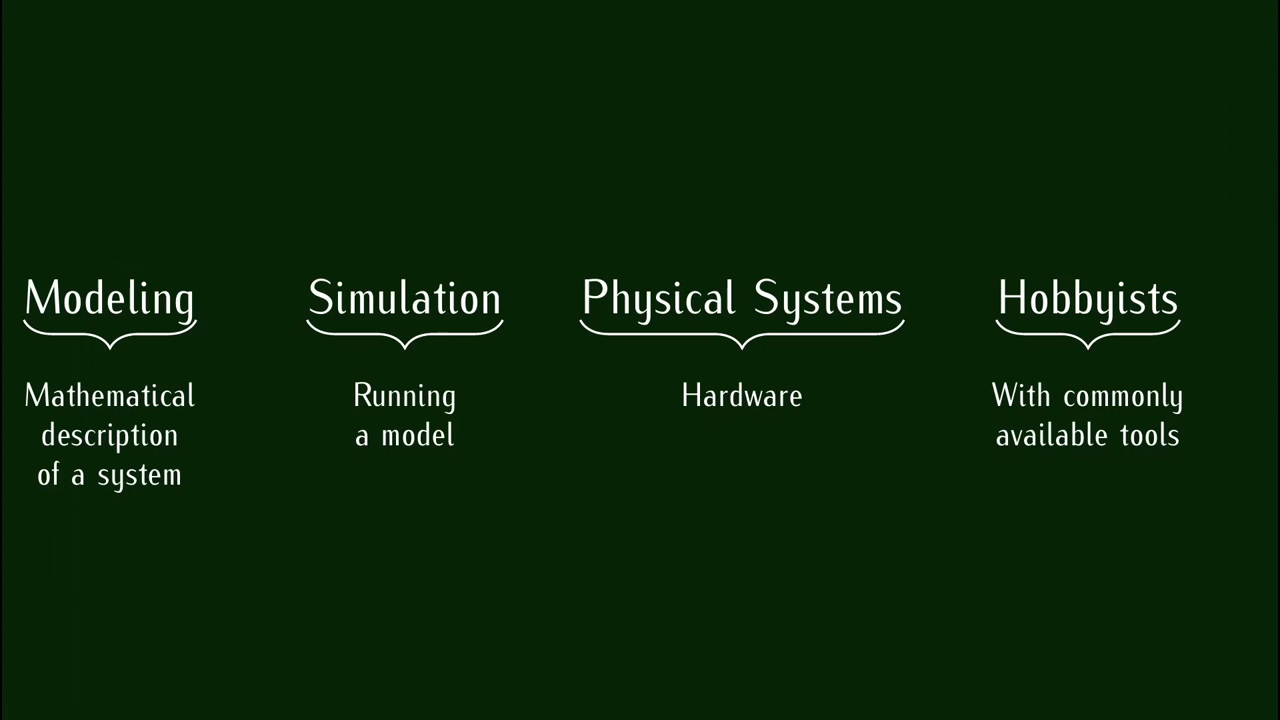 Modeling
Mathematical
description
of a system
Simulation
Running
a model
Physical Systems
Hardware
Hobbyists
With commonly
available tools